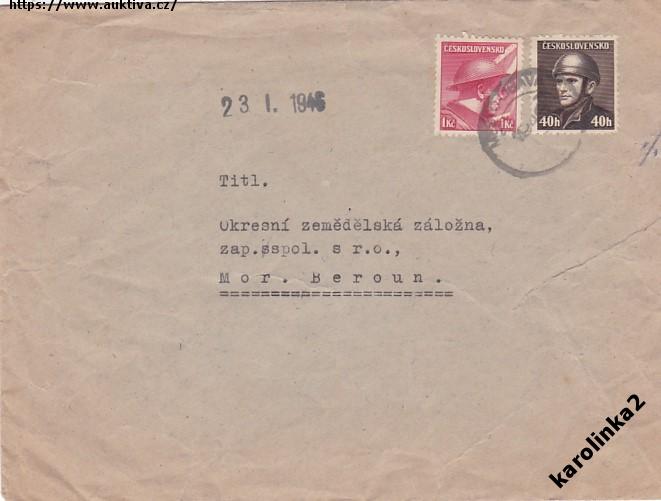 https://www.auktiva.cz/
ČESKOSLOVENSKO
1Kč 1Kč
ČESKOSLOVENSKO
40h 40h
23 I. 1946
Titl.
Okresní zemědělská záložna,
zap.sspol. s r.o.,
Mor. Beroun.
karolinka2